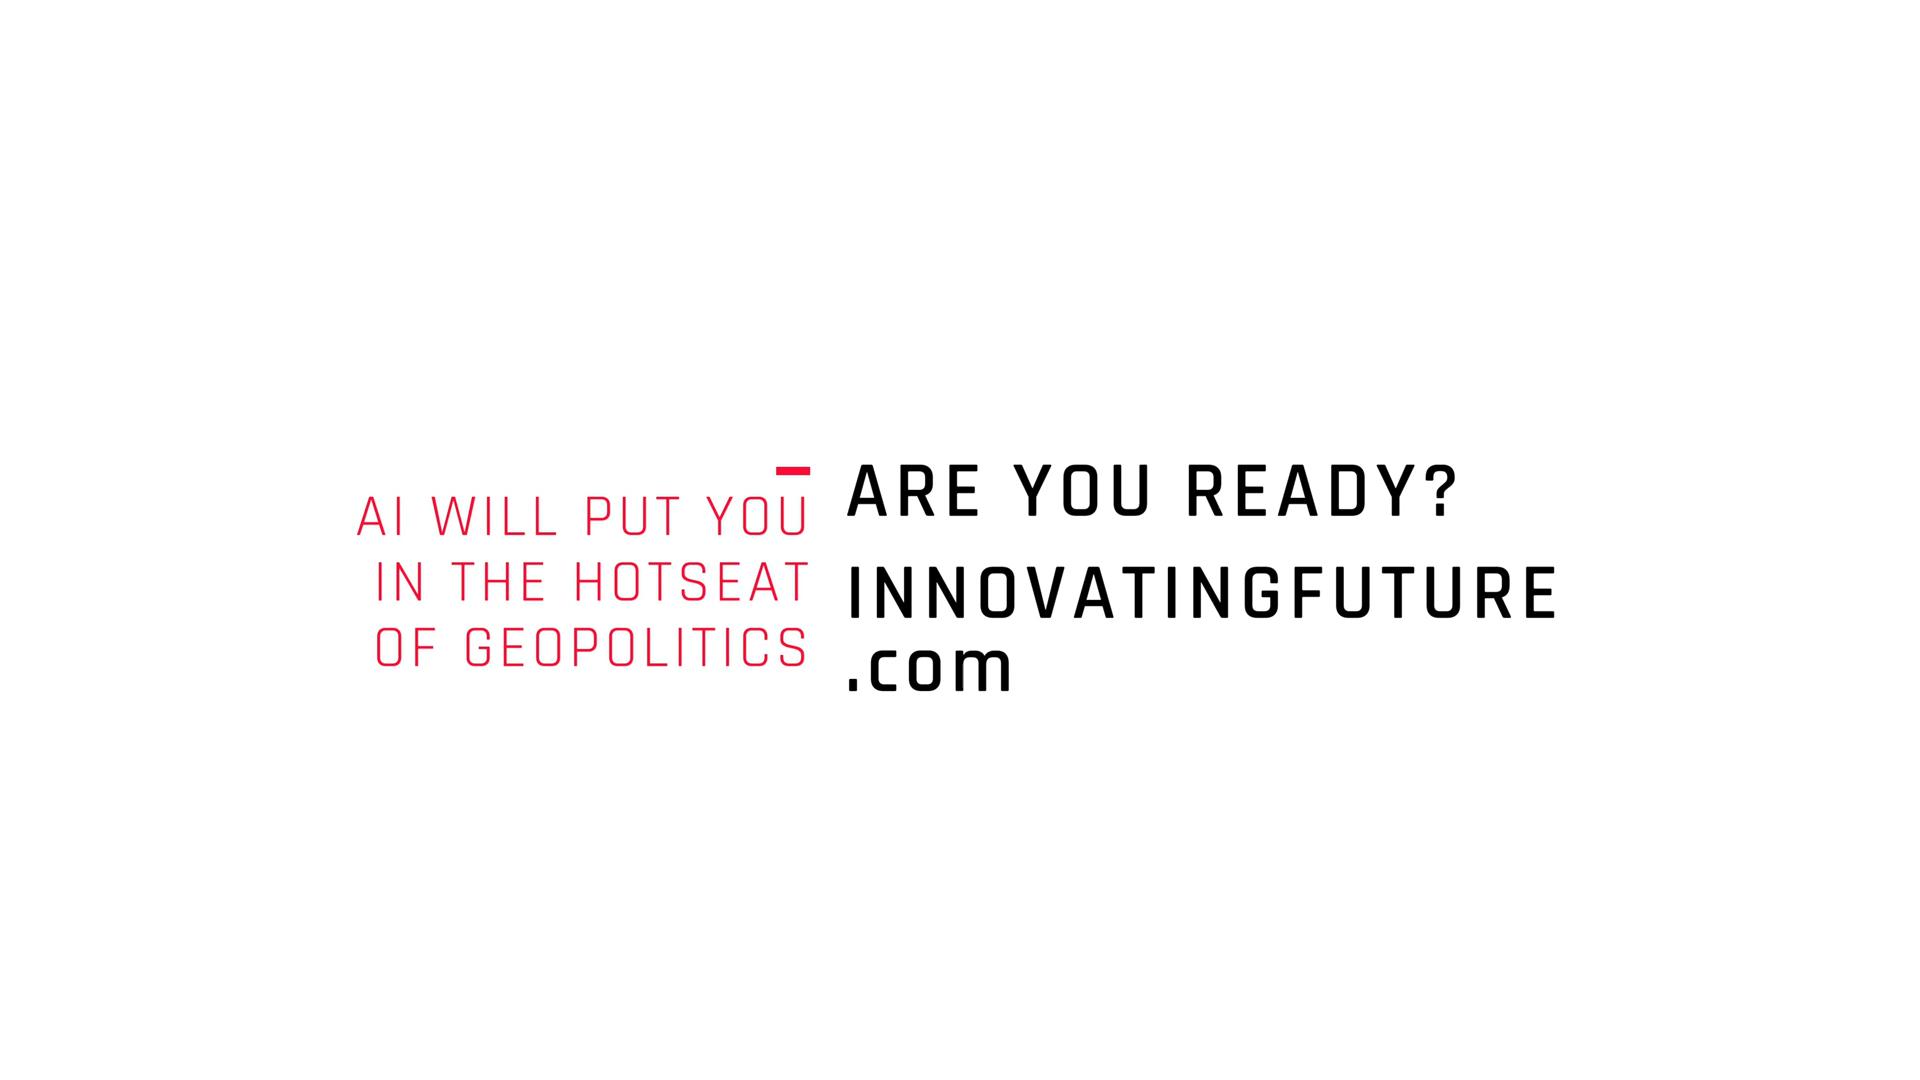 AI WILL PUT YOU
IN THE HOTSEAT
OF GEOPOLITICS
ARE YOU READY?
INNOVATINGFUTURE
.com